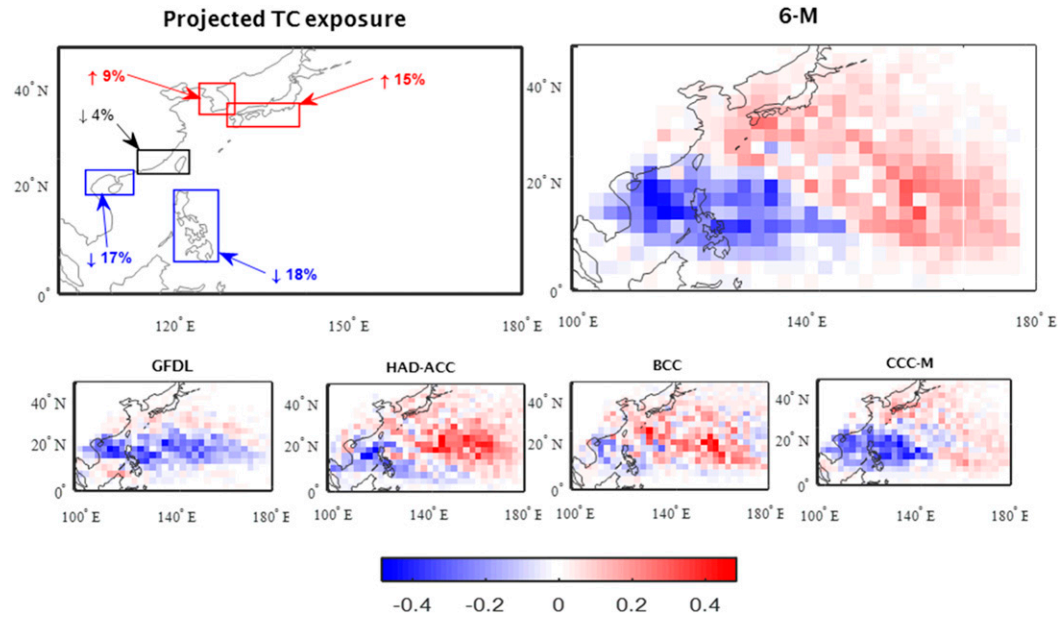 Projected TC exposure
6-M
40° N
20° N
0°
120° E
150° E
180° E
↑ 9%
↑ 15%
↓ 4%
↓ 17%
↓ 18%
40° N
20° N
0°
100° E
140° E
180° E
GFDL
HAD-ACC
BCC
CCC-M
40° N
20° N
0°
100° E
140° E
180° E
40° N
20° N
0°
100° E
140° E
180° E
40° N
20° N
0°
100° E
140° E
180° E
40° N
20° N
0°
100° E
140° E
180° E
-0.4
-0.2
0
0.2
0.4